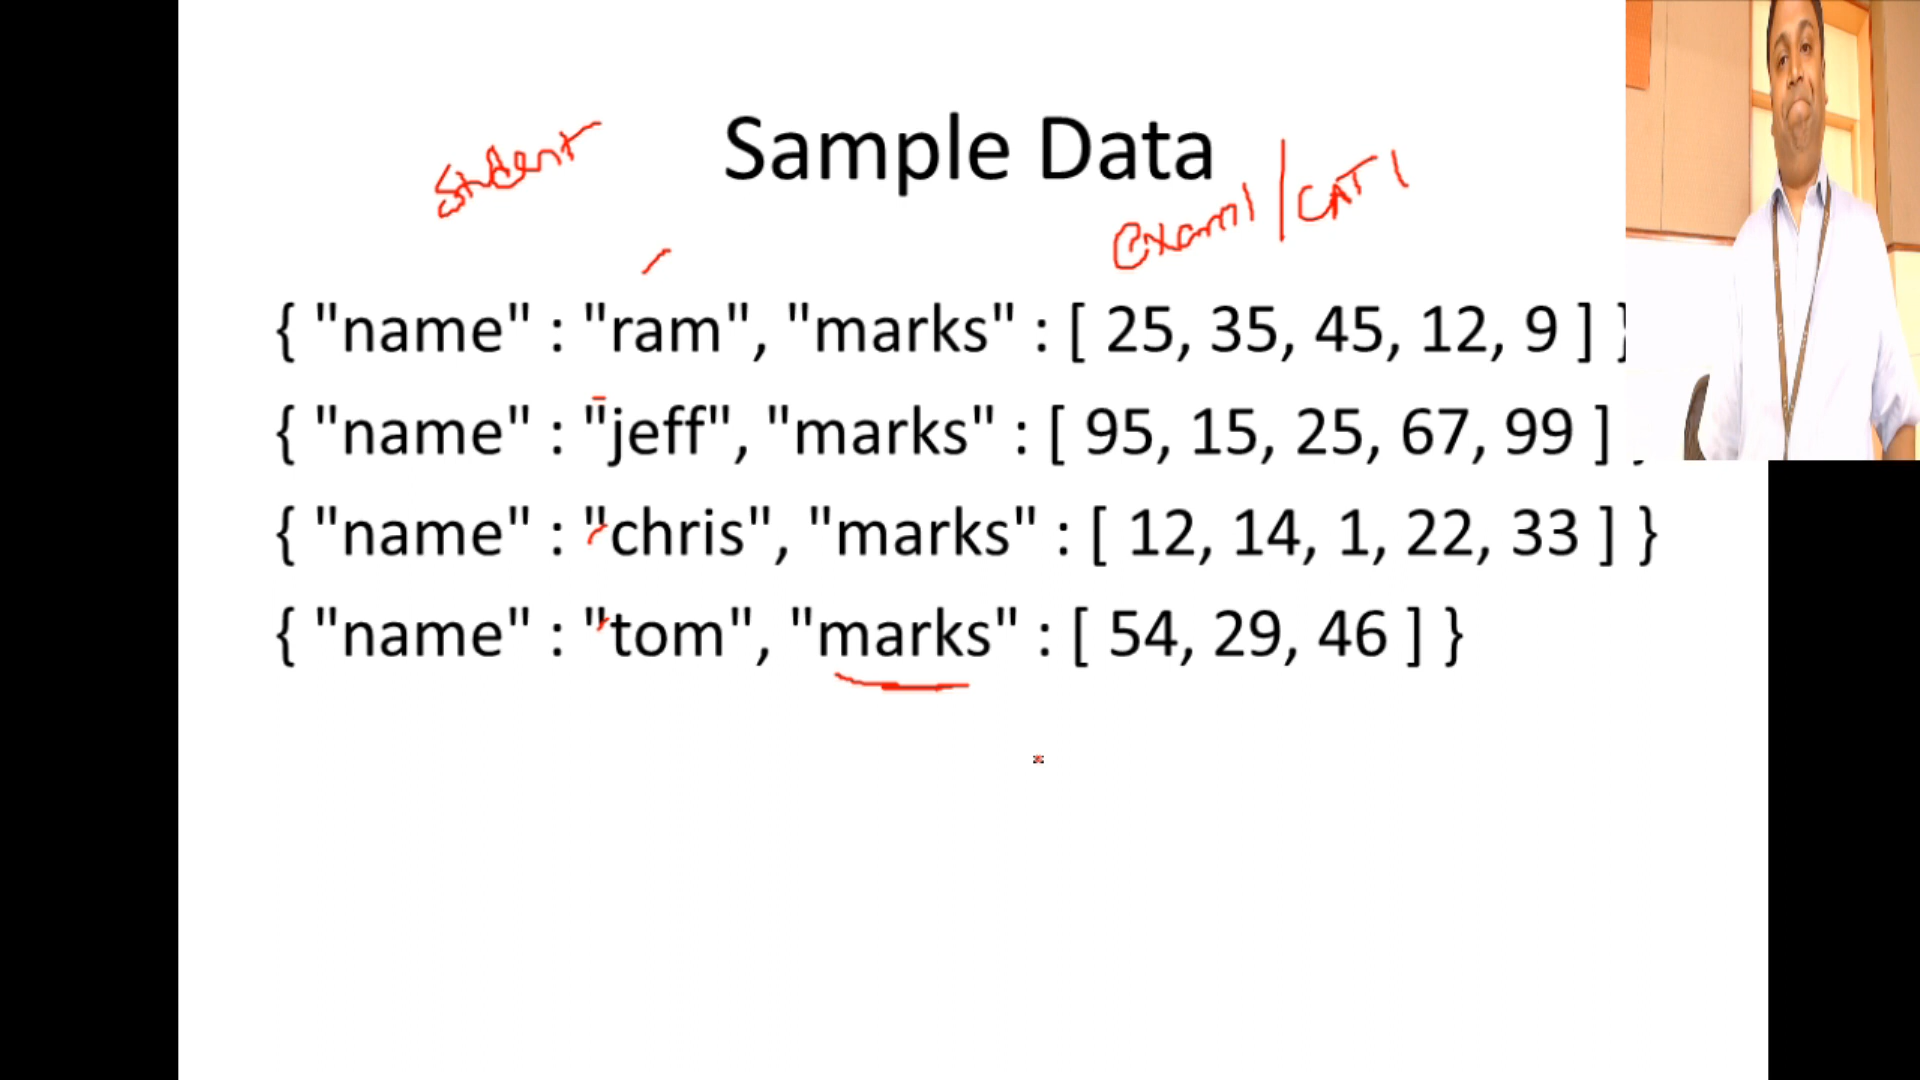 Student
Sample Data
exam1 / CAT 1
{ "name" : "ram", "marks" : [ 25, 35, 45, 12, 9 ] }
{ "name" : "jeff", "marks" : [ 95, 15, 25, 67, 99 ] }
{ "name" : "chris", "marks" : [ 12, 14, 1, 22, 33 ] }
{ "name" : "tom", "marks" : [ 54, 29, 46 ] }